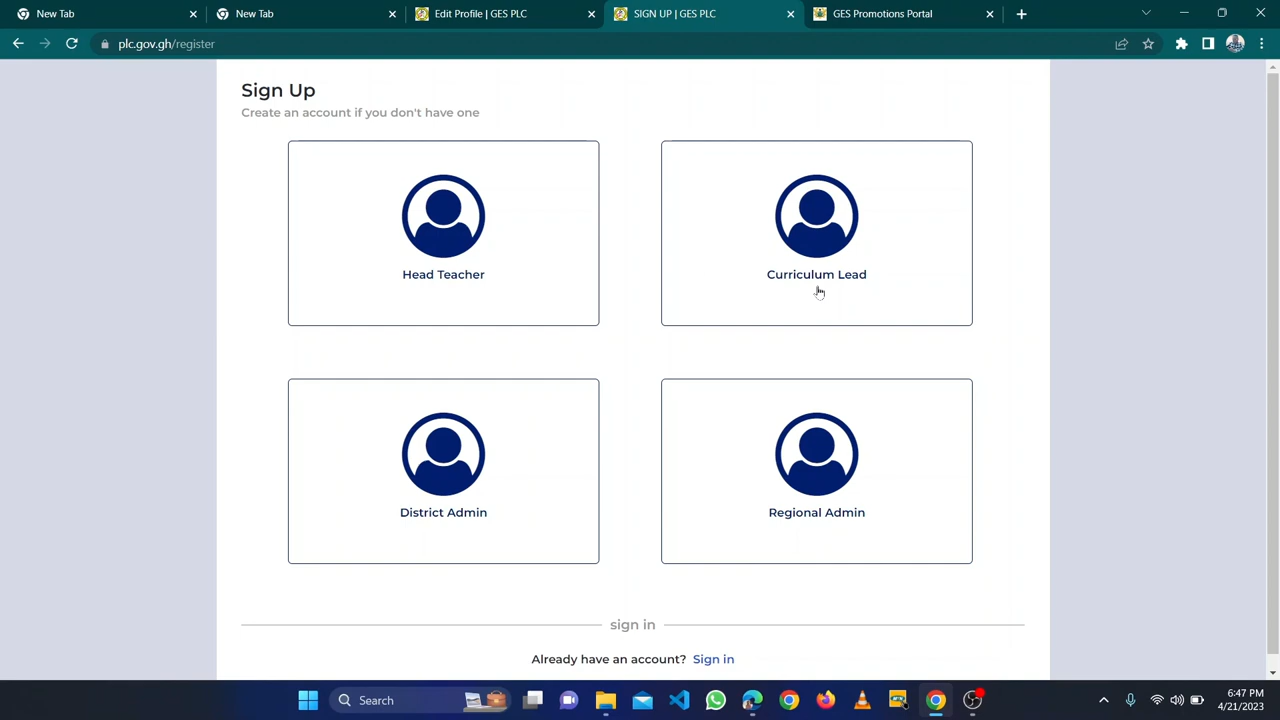 New Tab
New Tab
Edit Profile | GES PLC
SIGN UP | GES PLC
GES Promotions Portal
plc.gov.gh/register
Sign Up
Create an account if you don't have one
Head Teacher
Curriculum Lead
District Admin
Regional Admin
sign in
Already have an account? Sign in
Search
6:47 PM
4/21/2023